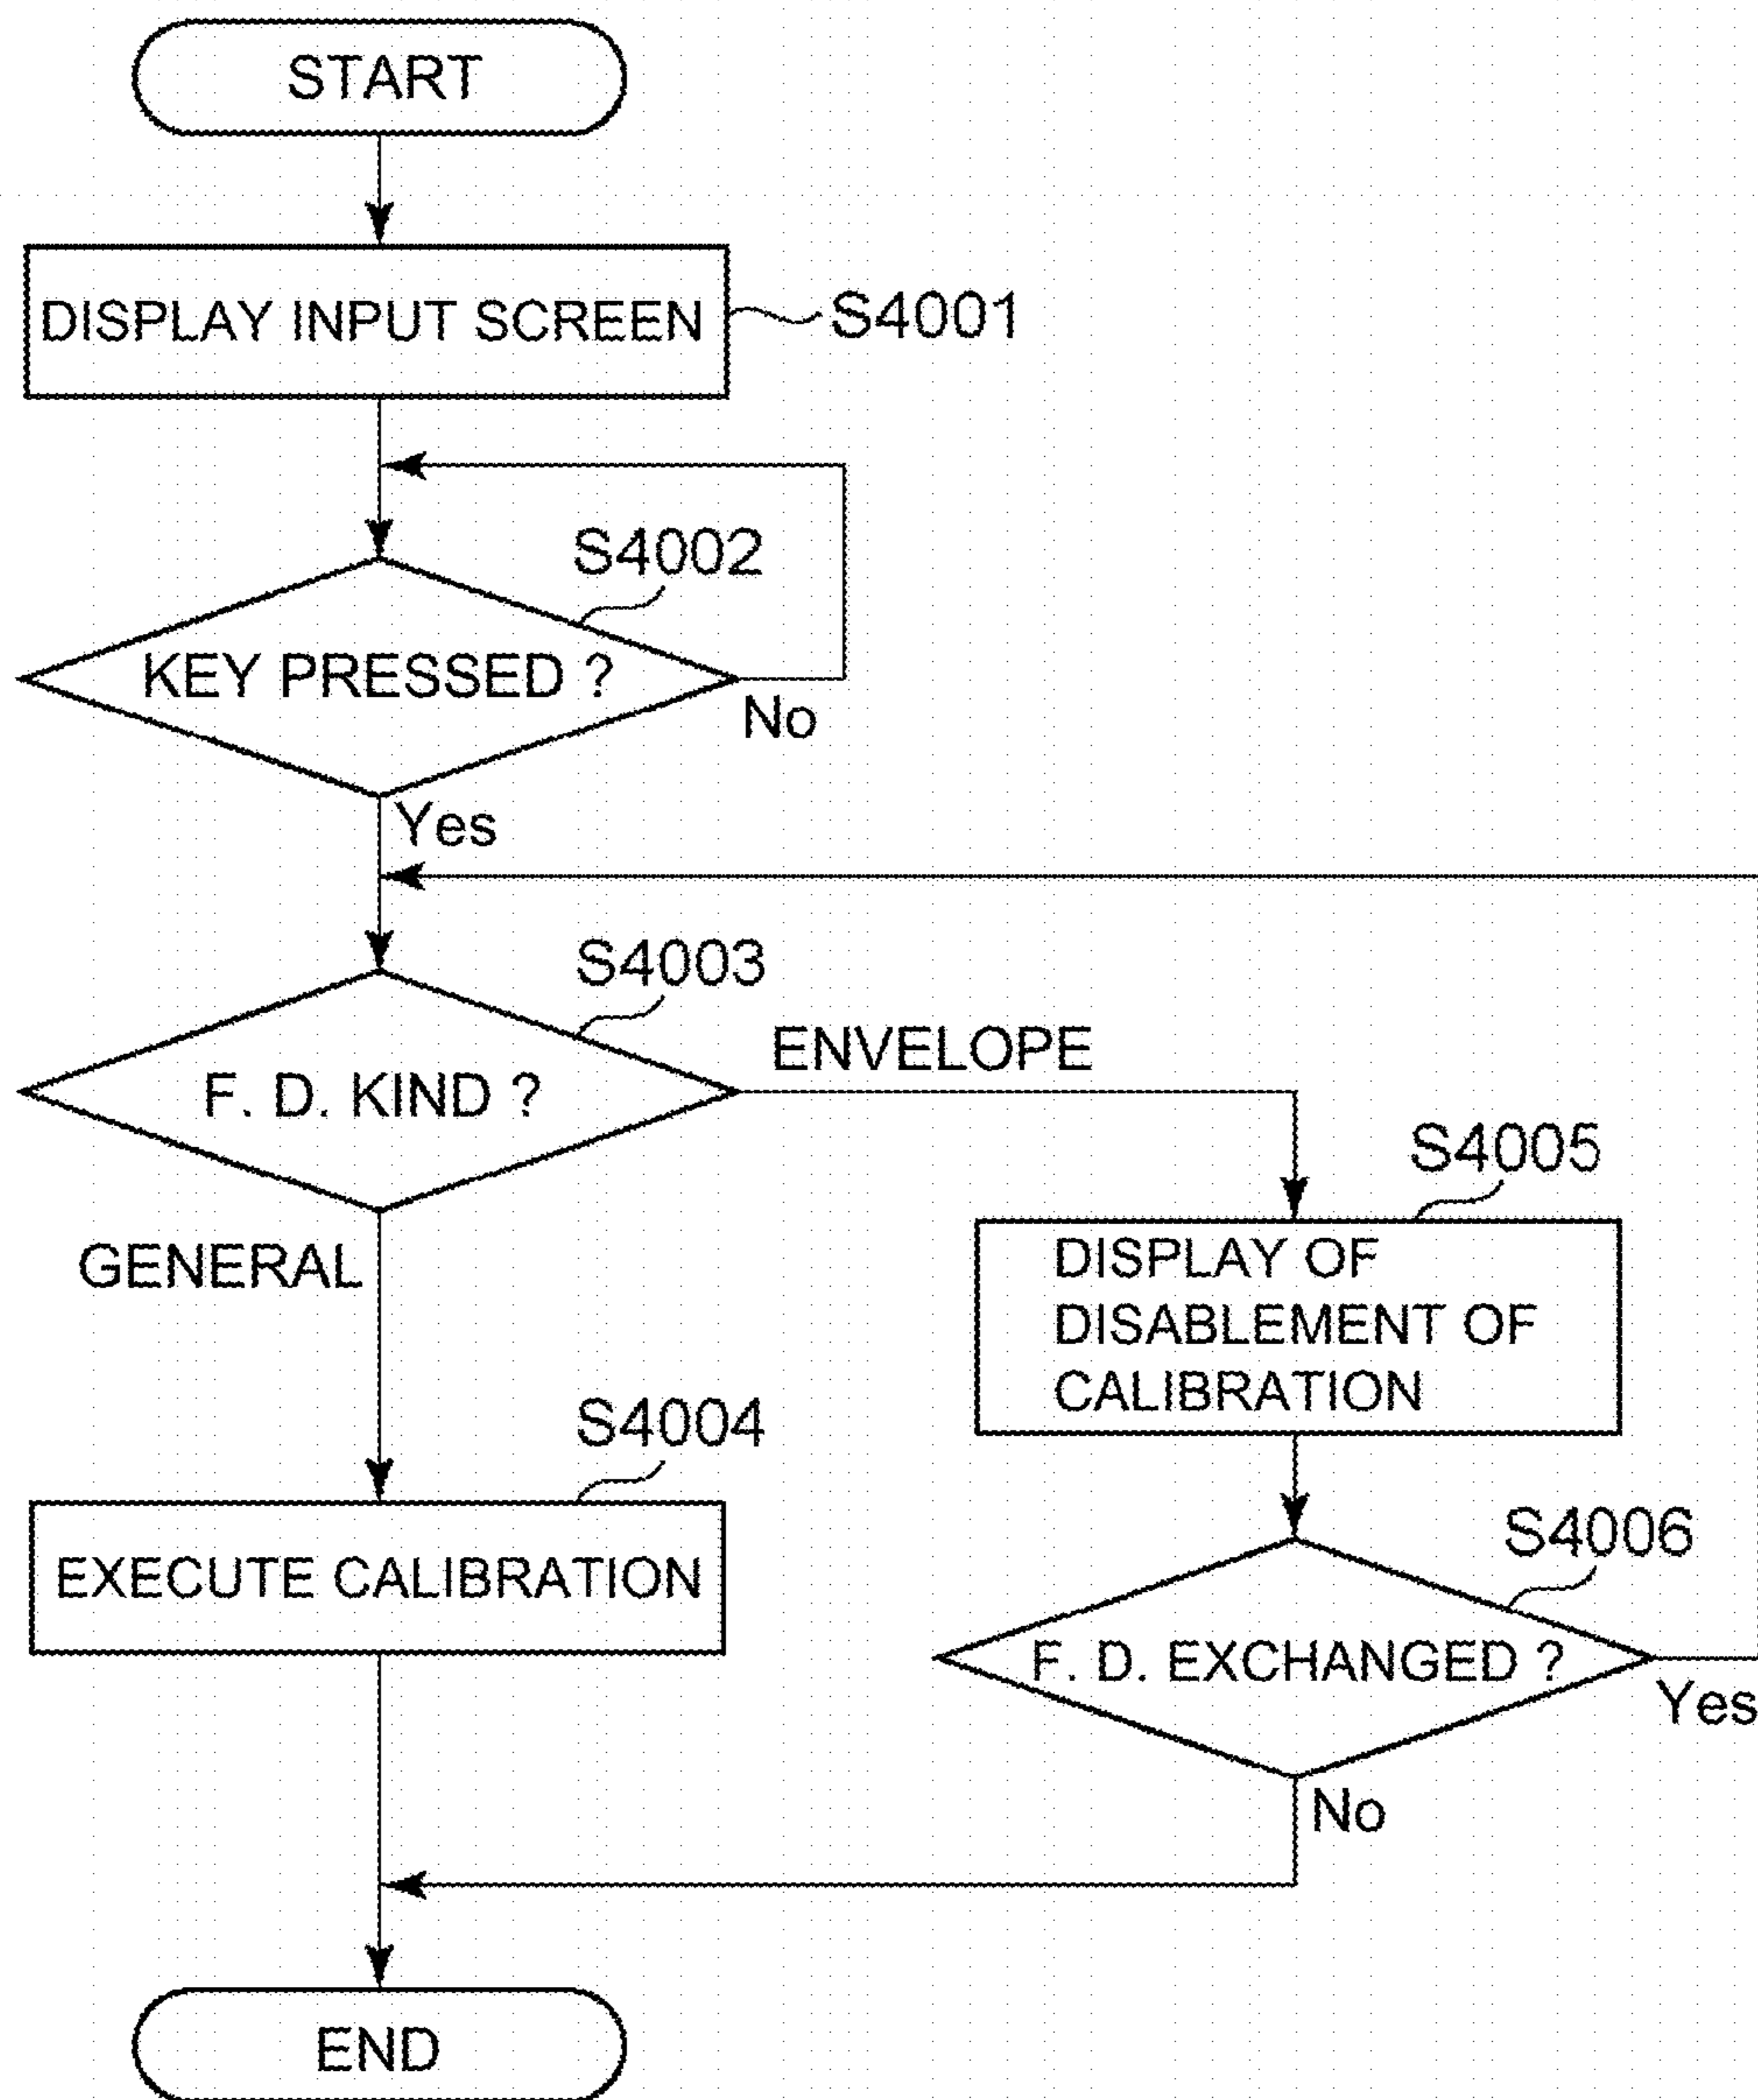 START
DISPLAY INPUT SCREEN
S4001
S4002
KEY PRESSED ?
No
Yes
S4003
ENVELOPE
F. D. KIND ?
S4005
GENERAL
DISPLAY OF
DISABLEMENT OF
CALIBRATION
S4004
EXECUTE CALIBRATION
S4006
F. D. EXCHANGED ?
Yes
No
END